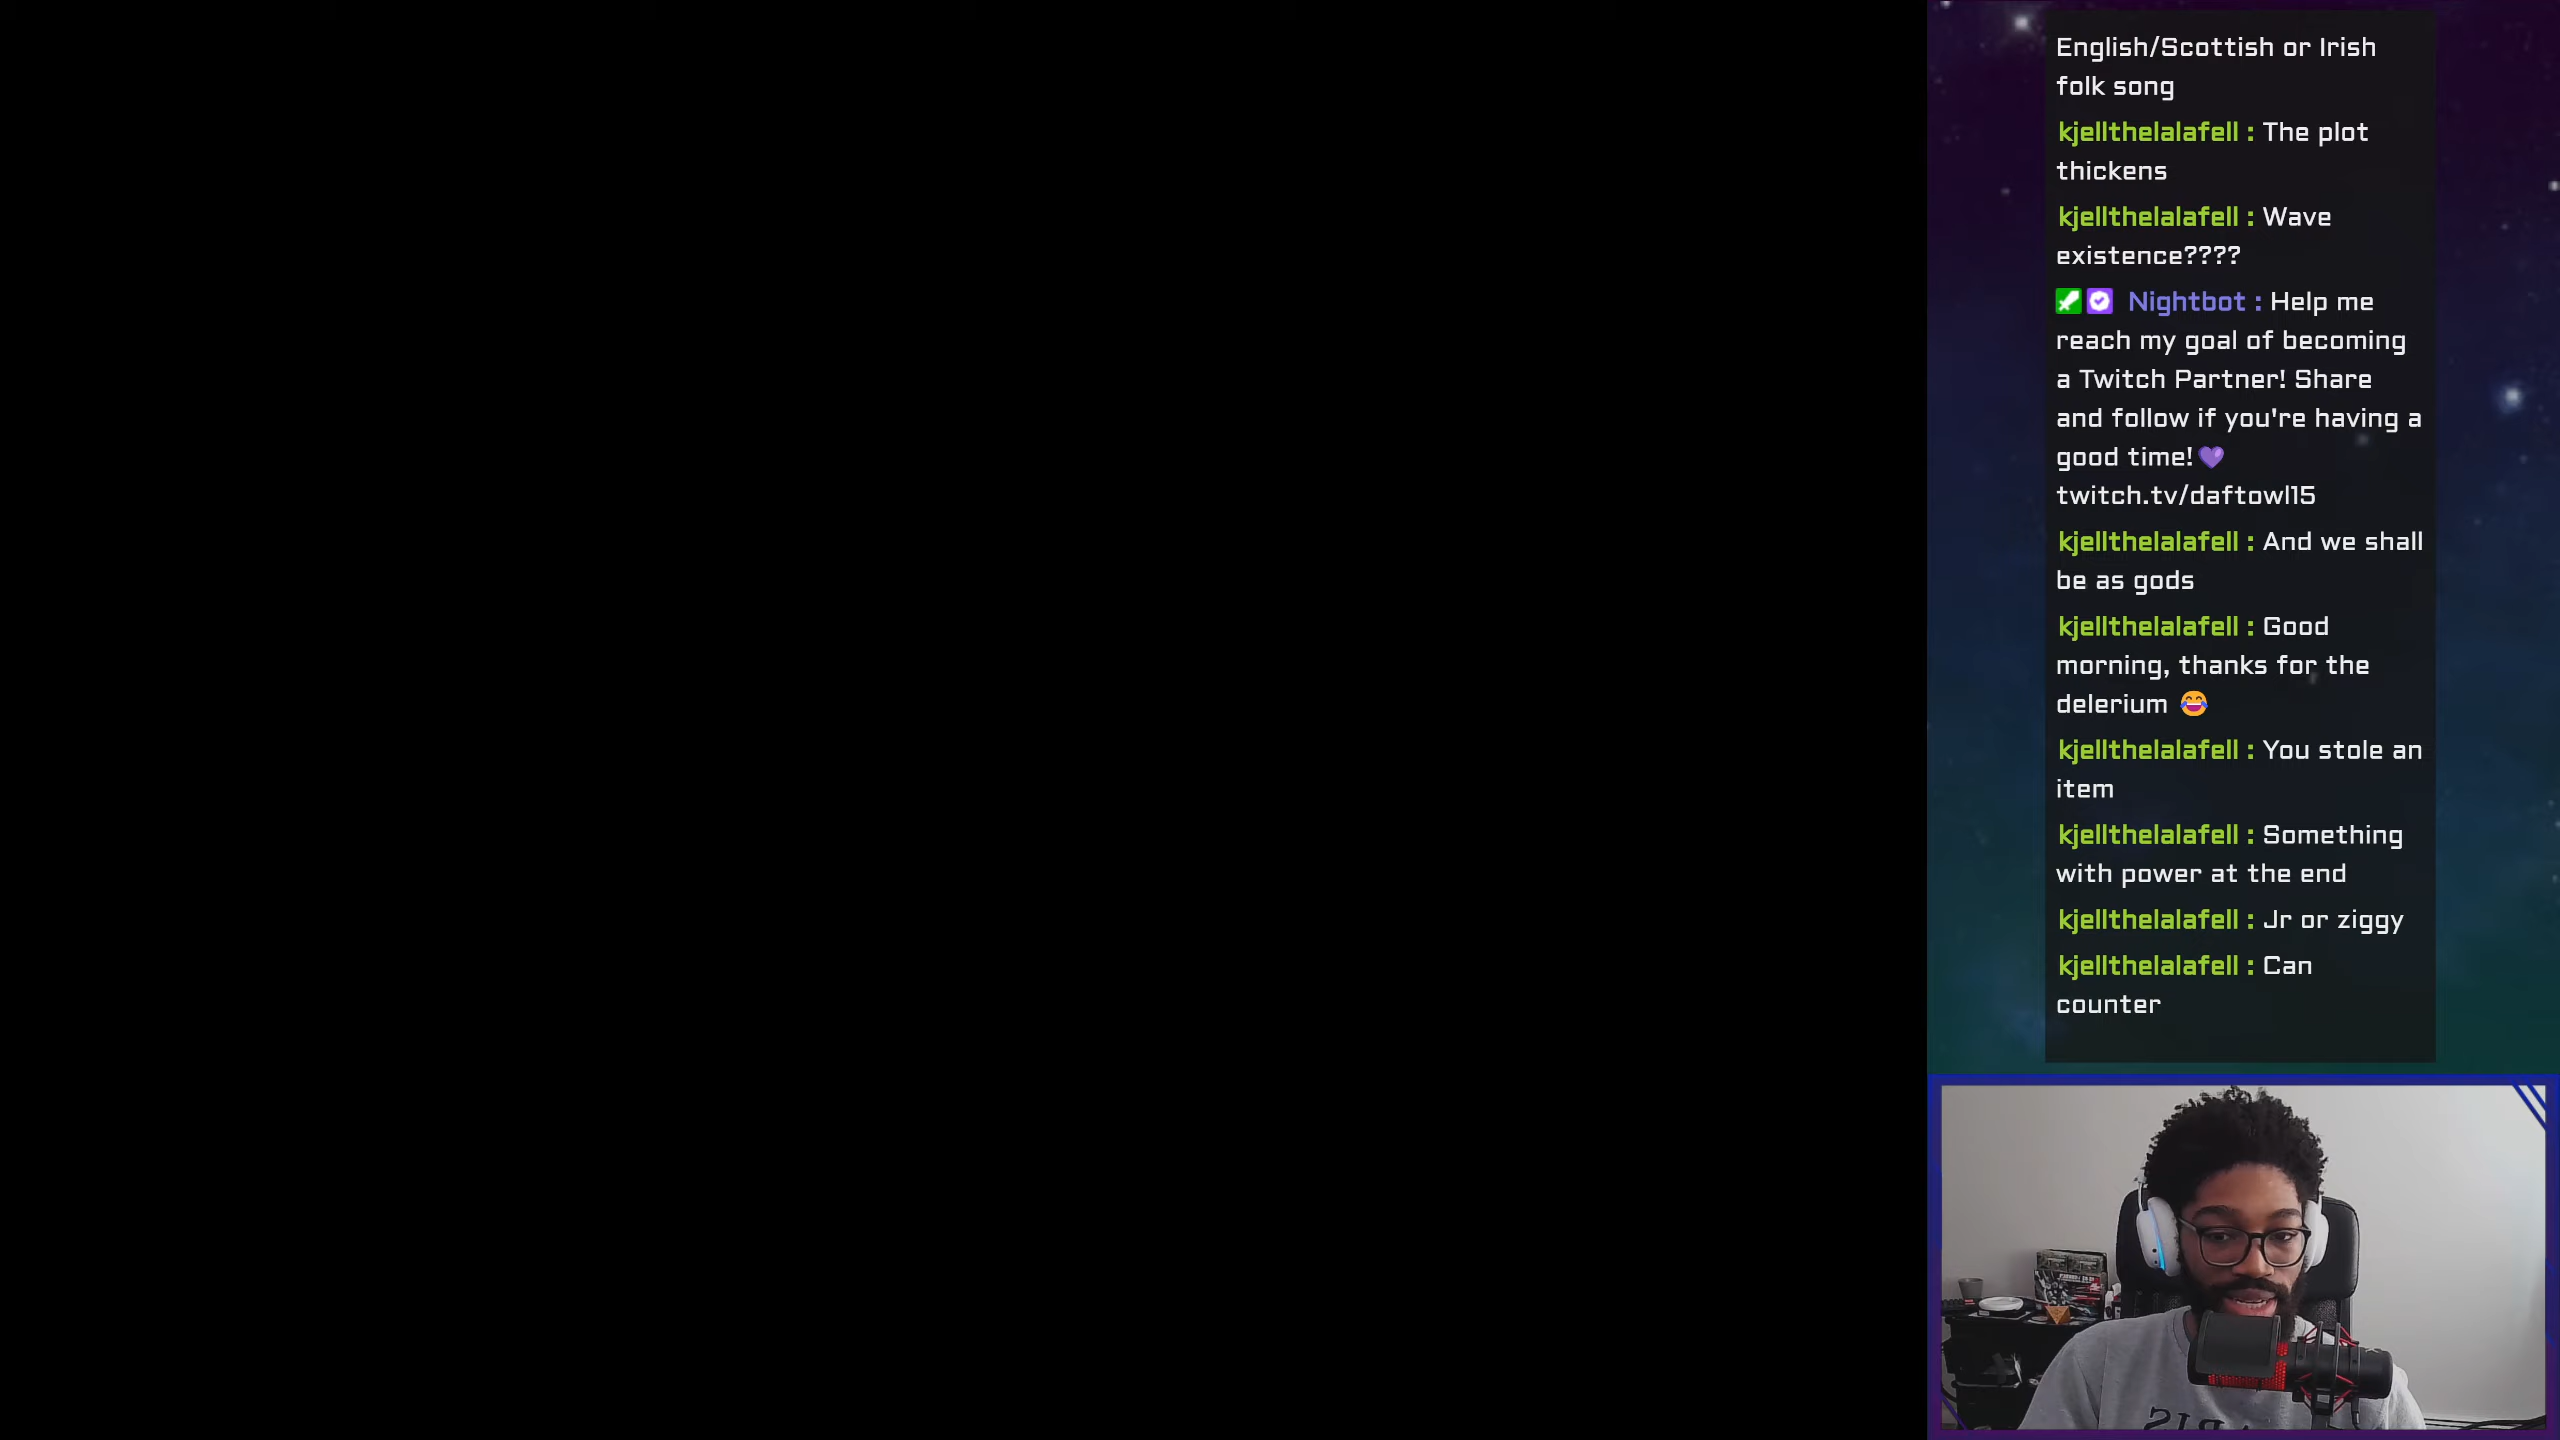 English/Scottish or Irish
folk song
kjellthelalafell : The plot
thickens
kjellthelalafell : Wave
existence????
Nightbot : Help me
reach my goal of becoming
a Twitch Partner! Share
and follow if you're having a
good time!💜
twitch.tv/daftowl15
kjellthelalafell : And we shall
be as gods
kjellthelalafell : Good
morning, thanks for the
delerium 😂
kjellthelalafell : You stole an
item
kjellthelalafell : Something
with power at the end
kjellthelalafell : Jr or ziggy
kjellthelalafell : Can
counter